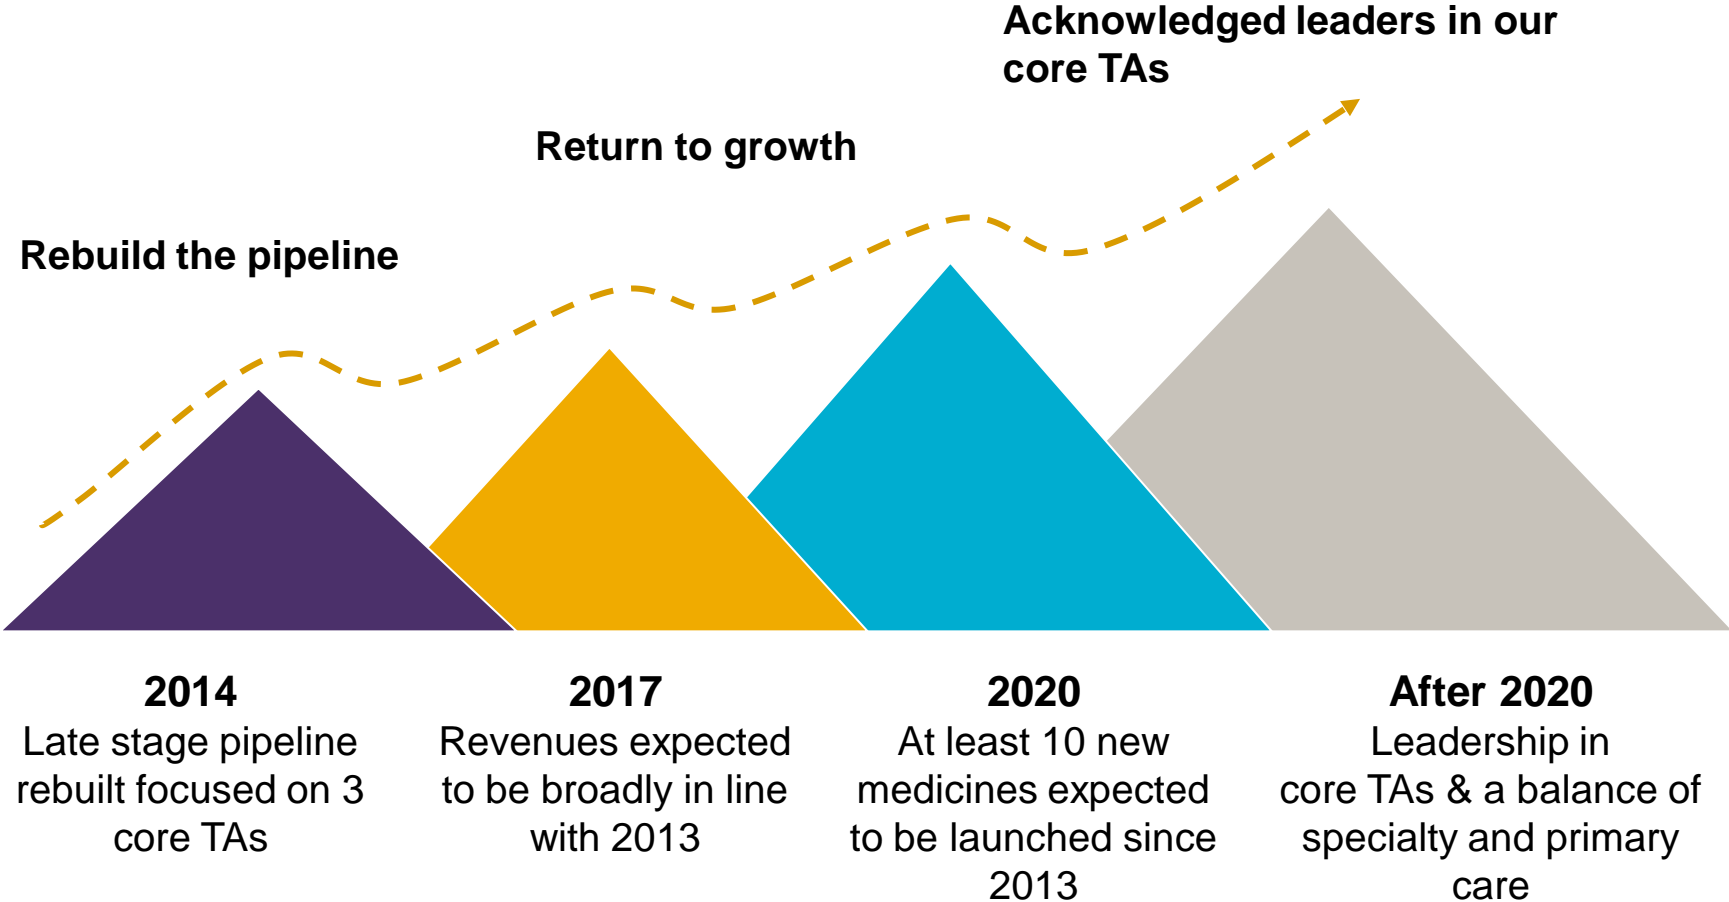 Acknowledged leaders in our
core TAs
Return to growth
Rebuild the pipeline
2014
Late stage pipeline
rebuilt focused on 3
core TAs
2017
Revenues expected
to be broadly in line
with 2013
2020
At least 10 new
medicines expected
to be launched since
2013
After 2020
Leadership in
core TAs & a balance of
specialty and primary
care